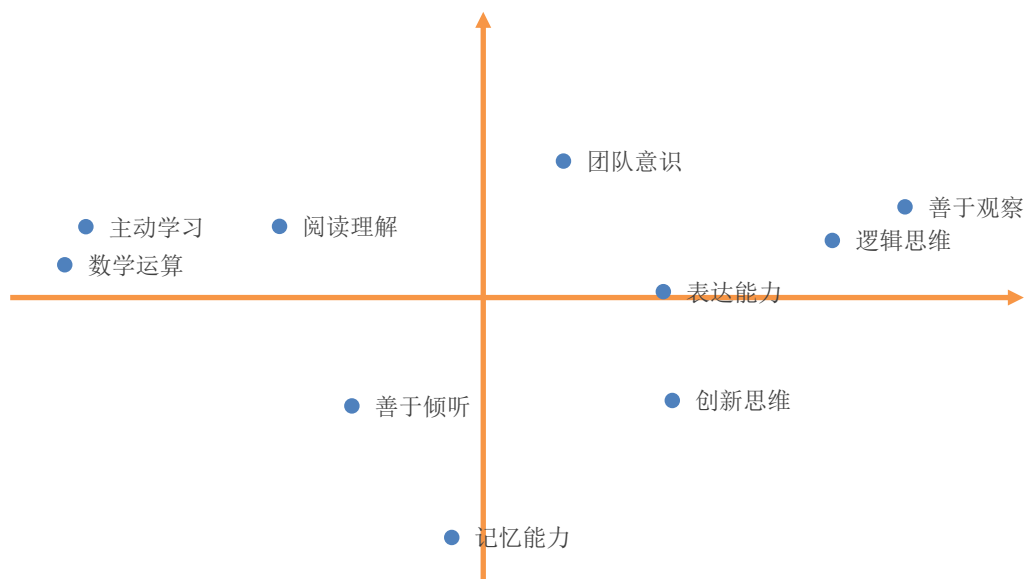 团队意识
善于观察
主动学习
阅读理解
逻辑思维
数学运算
表达能力
创新思维
善于倾听
记忆能力